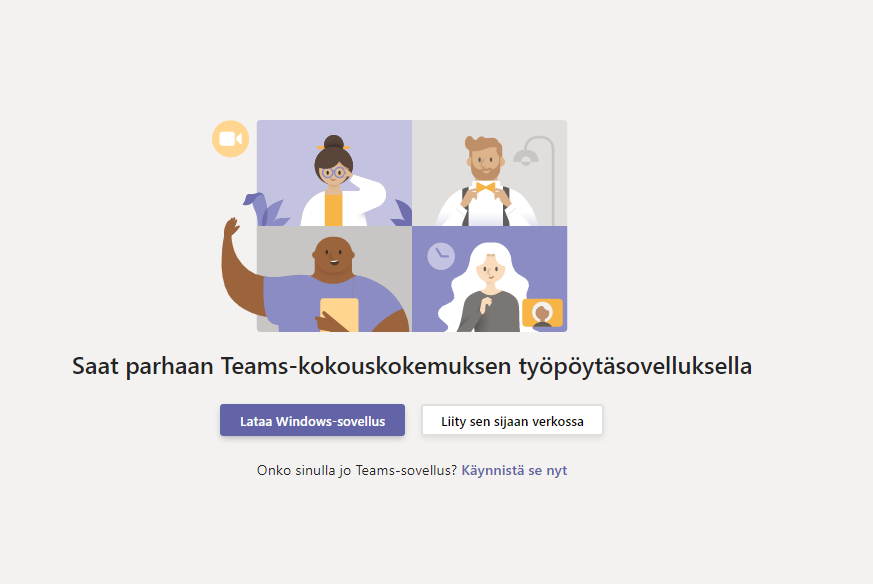 Saat parhaan Teams-kokouskokemuksen työpöytäsovelluksella
Lataa Windows-sovellus
Liity sen sijaan verkossa
Onko sinulla jo Teams-sovellus? Käynnistä se nyt